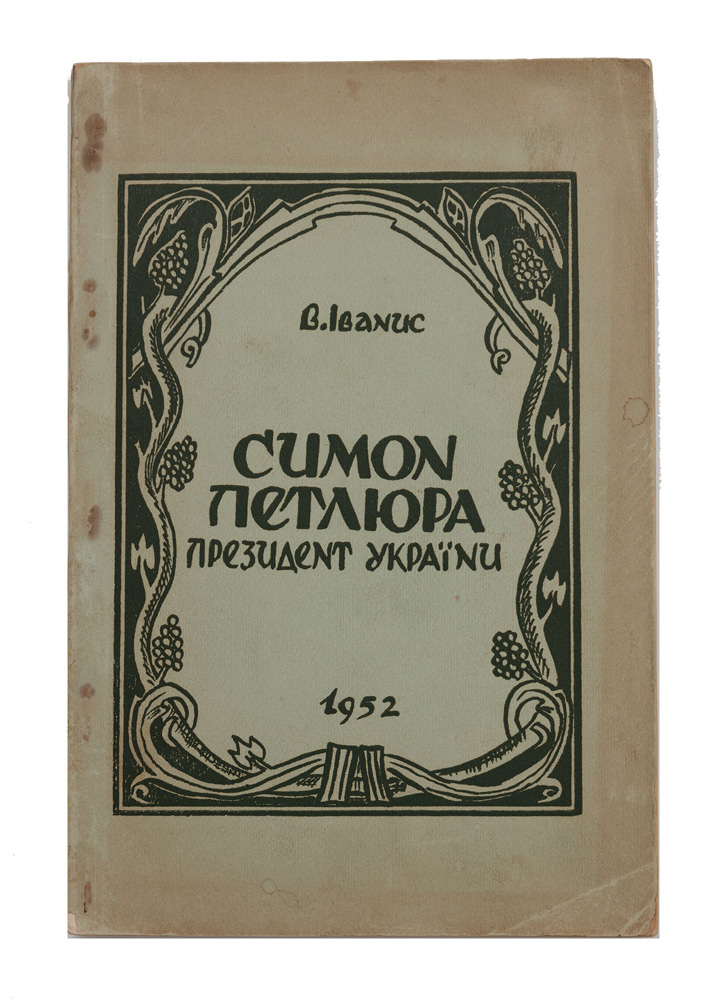 В. Іванис
СИМОН
ПЕТЛЮРА
ПРЕЗИДЕНТ УКРАЇНИ
1952